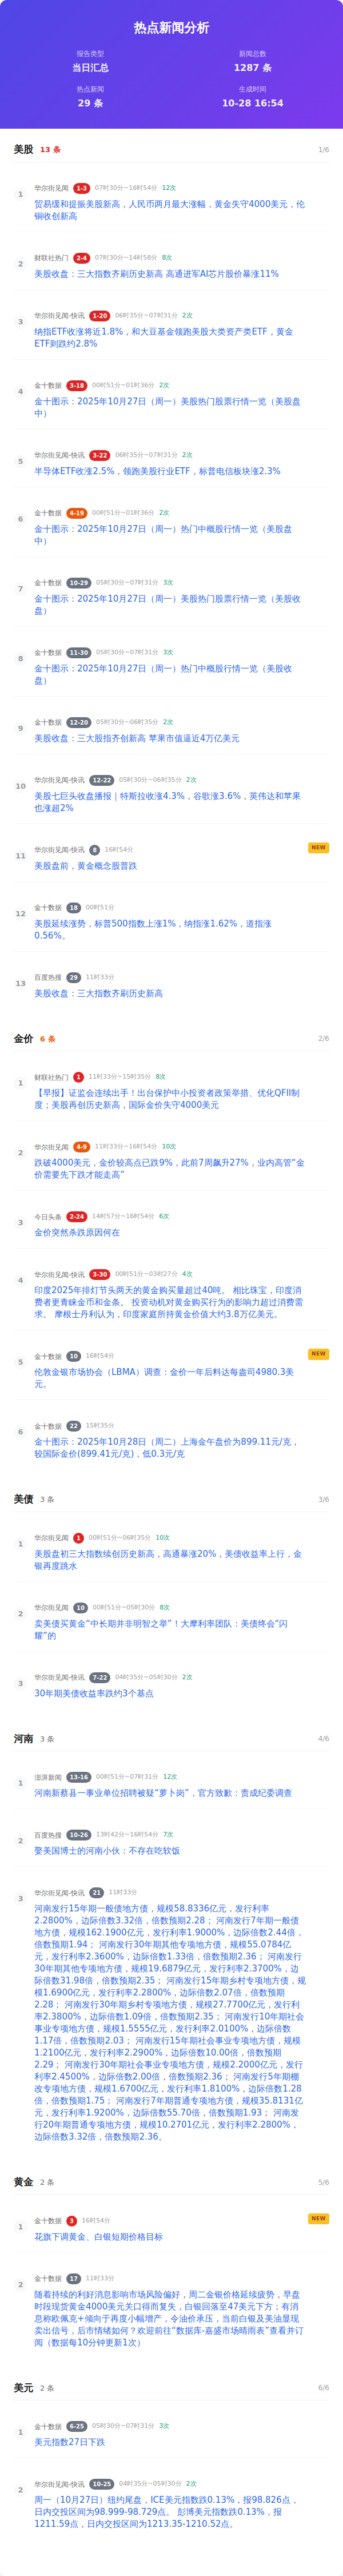 热点新闻分析
报告类型
当日汇总
新闻总数
1287 条
热点新闻
29 条
生成时间
10-28 16:54
美股 13 条 1/6
1
华尔街见闻 1-3 07时30分~16时54分 12次
贸易缓和提振美股新高，人民币两月最大涨幅，黄金失守4000美元，伦
铜收创新高
2
财联社热门 2-4 07时30分~14时58分 8次
美股收盘：三大指数齐刷历史新高 高通进军AI芯片股价暴涨11%
3
华尔街见闻-快讯 1-20 06时35分~07时31分 2次
纳指ETF收涨将近1.8%，和大豆基金领跑美股大类资产类ETF，黄金
ETF则跌约2.8%
4
金十数据 3-18 00时51分~01时36分 2次
金十图示：2025年10月27日（周一）美股热门股票行情一览（美股盘
中）
5
华尔街见闻-快讯 3-22 06时35分~07时31分 2次
半导体ETF收涨2.5%，领跑美股行业ETF，标普电信板块涨2.3%
6
金十数据 4-19 00时51分~01时36分 2次
金十图示：2025年10月27日（周一）热门中概股行情一览（美股盘
中）
7
金十数据 10-29 05时30分~07时31分 3次
金十图示：2025年10月27日（周一）美股热门股票行情一览（美股收
盘）
8
金十数据 11-30 05时30分~07时31分 3次
金十图示：2025年10月27日（周一）热门中概股行情一览（美股收
盘）
9
金十数据 12-20 05时30分~06时35分 2次
美股收盘：三大股指齐创新高 苹果市值逼近4万亿美元
10
华尔街见闻-快讯 12-22 05时30分~06时35分 2次
美股七巨头收盘播报｜特斯拉收涨4.3%，谷歌涨3.6%，英伟达和苹果
也涨超2%
11
华尔街见闻-快讯 8 16时54分 NEW
美股盘前，黄金概念股普跌
12
金十数据 18 00时51分
美股延续涨势，标普500指数上涨1%，纳指涨1.62%，道指涨
0.56%。
13
百度热搜 29 11时33分
美股收盘：三大指数齐刷历史新高
金价 6 条 2/6
1
财联社热门 1 11时33分~15时35分 8次
【早报】证监会连续出手！出台保护中小投资者政策举措、优化QFII制
度；美股再创历史新高，国际金价失守4000美元
2
华尔街见闻 4-9 11时33分~16时54分 10次
跌破4000美元，金价较高点已跌9%，此前7周飙升27%，业内高管“金
价需要先下跌才能走高”
3
今日头条 2-24 14时57分~16时54分 6次
金价突然杀跌原因何在
4
华尔街见闻-快讯 3-30 00时51分~03时27分 4次
印度2025年排灯节头两天的黄金购买量超过40吨。 相比珠宝，印度消
费者更青睐金币和金条。 投资动机对黄金购买行为的影响力超过消费需
求。 摩根士丹利认为，印度家庭所持黄金价值大约3.8万亿美元。
5
金十数据 10 16时54分 NEW
伦敦金银市场协会（LBMA）调查：金价一年后料达每盎司4980.3美
元。
6
金十数据 22 15时35分
金十图示：2025年10月28日（周二）上海金午盘价为899.11元/克，
较国际金价(899.41元/克)，低0.3元/克
美债 3 条 3/6
1
华尔街见闻 1 00时51分~06时35分 10次
美股盘初三大指数续创历史新高，高通暴涨20%，美债收益率上行，金
银再度跳水
2
华尔街见闻 10 00时51分~05时30分 8次
卖美债买黄金“中长期并非明智之举”！大摩利率团队：美债终会“闪
耀”的
3
华尔街见闻-快讯 7-22 04时35分~05时30分 2次
30年期美债收益率跌约3个基点
河南 3 条 4/6
1
澎湃新闻 13-16 00时51分~07时31分 12次
河南新蔡县一事业单位招聘被疑“萝卜岗”，官方致歉：责成纪委调查
2
百度热搜 10-26 13时42分~16时54分 7次
娶美国博士的河南小伙：不存在吃软饭
3
华尔街见闻-快讯 21 11时33分
河南发行15年期一般债地方债，规模58.8336亿元，发行利率
2.2800%，边际倍数3.32倍，倍数预期2.28； 河南发行7年期一般债
地方债，规模162.1900亿元，发行利率1.9000%，边际倍数2.44倍，
倍数预期1.94； 河南发行30年期其他专项地方债，规模55.0784亿
元，发行利率2.3600%，边际倍数1.33倍，倍数预期2.36； 河南发行
30年期其他专项地方债，规模19.6879亿元，发行利率2.3700%，边
际倍数31.98倍，倍数预期2.35； 河南发行15年期乡村专项地方债，规
模1.6900亿元，发行利率2.2800%，边际倍数2.07倍，倍数预期
2.28； 河南发行30年期乡村专项地方债，规模27.7700亿元，发行利
率2.3800%，边际倍数1.09倍，倍数预期2.35； 河南发行10年期社会
事业专项地方债，规模1.5555亿元，发行利率2.0100%，边际倍数
1.17倍，倍数预期2.03； 河南发行15年期社会事业专项地方债，规模
1.2100亿元，发行利率2.2900%，边际倍数10.00倍，倍数预期
2.29； 河南发行30年期社会事业专项地方债，规模2.2000亿元，发行
利率2.4500%，边际倍数2.00倍，倍数预期2.36； 河南发行5年期棚
改专项地方债，规模1.6700亿元，发行利率1.8100%，边际倍数1.28
倍，倍数预期1.75； 河南发行7年期普通专项地方债，规模35.8131亿
元，发行利率1.9200%，边际倍数55.70倍，倍数预期1.93； 河南发
行20年期普通专项地方债，规模10.2701亿元，发行利率2.2800%，
边际倍数3.32倍，倍数预期2.36。
黄金 2 条 5/6
1
金十数据 3 16时54分 NEW
花旗下调黄金、白银短期价格目标
2
金十数据 17 11时33分
随着持续的利好消息影响市场风险偏好，周二金银价格延续疲势，早盘
时段现货黄金4000美元关口得而复失，白银回落至47美元下方；有消
息称欧佩克+倾向于再度小幅增产，令油价承压，当前白银及美油显现
卖出信号，后市情绪如何？欢迎前往“数据库-嘉盛市场晴雨表”查看并订
阅（数据每10分钟更新1次）
美元 2 条 6/6
1
金十数据 6-25 05时30分~07时31分 3次
美元指数27日下跌
2
华尔街见闻-快讯 10-25 04时35分~05时30分 2次
周一（10月27日）纽约尾盘，ICE美元指数跌0.13%，报98.826点，
日内交投区间为98.999-98.729点。 彭博美元指数跌0.13%，报
1211.59点，日内交投区间为1213.35-1210.52点。